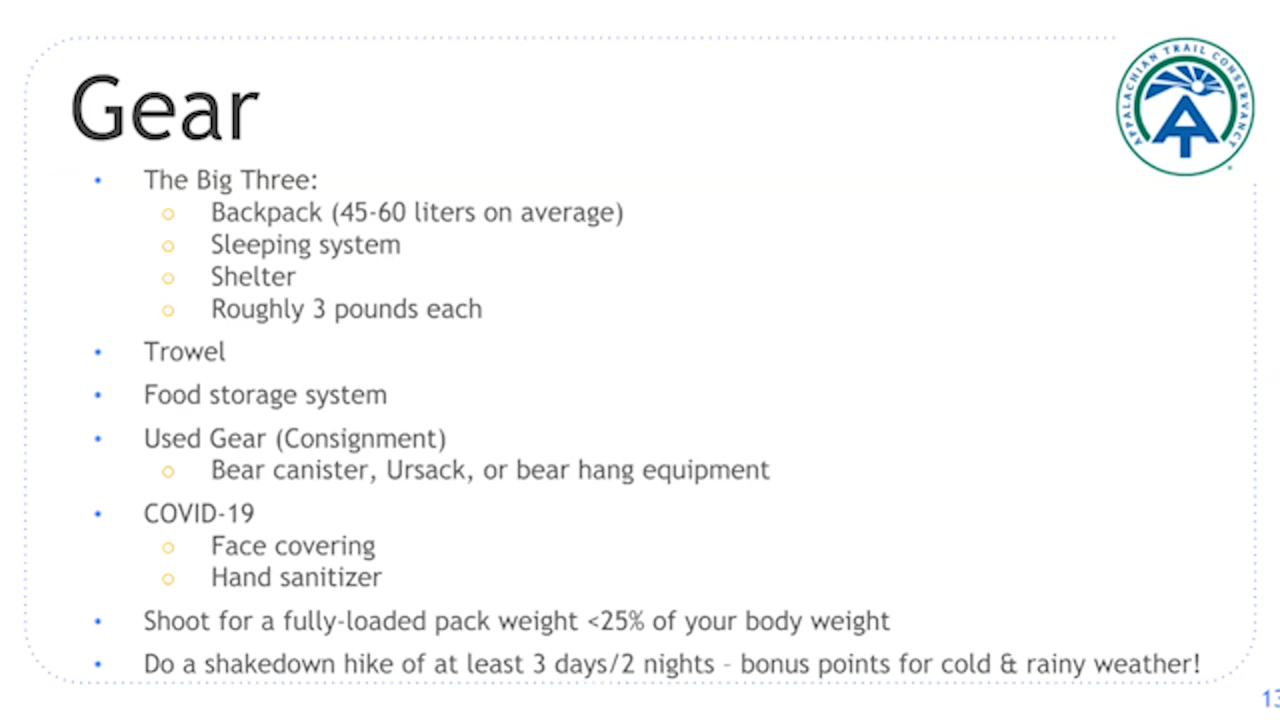 Gear
APPALACHIAN TRAIL CONSERVANCY
AT
• The Big Three:
○ Backpack (45-60 liters on average)
○ Sleeping system
○ Shelter
○ Roughly 3 pounds each
• Trowel
• Food storage system
• Used Gear (Consignment)
○ Bear canister, Ursack, or bear hang equipment
• COVID-19
○ Face covering
○ Hand sanitizer
• Shoot for a fully-loaded pack weight <25% of your body weight
• Do a shakedown hike of at least 3 days/2 nights – bonus points for cold & rainy weather!
13